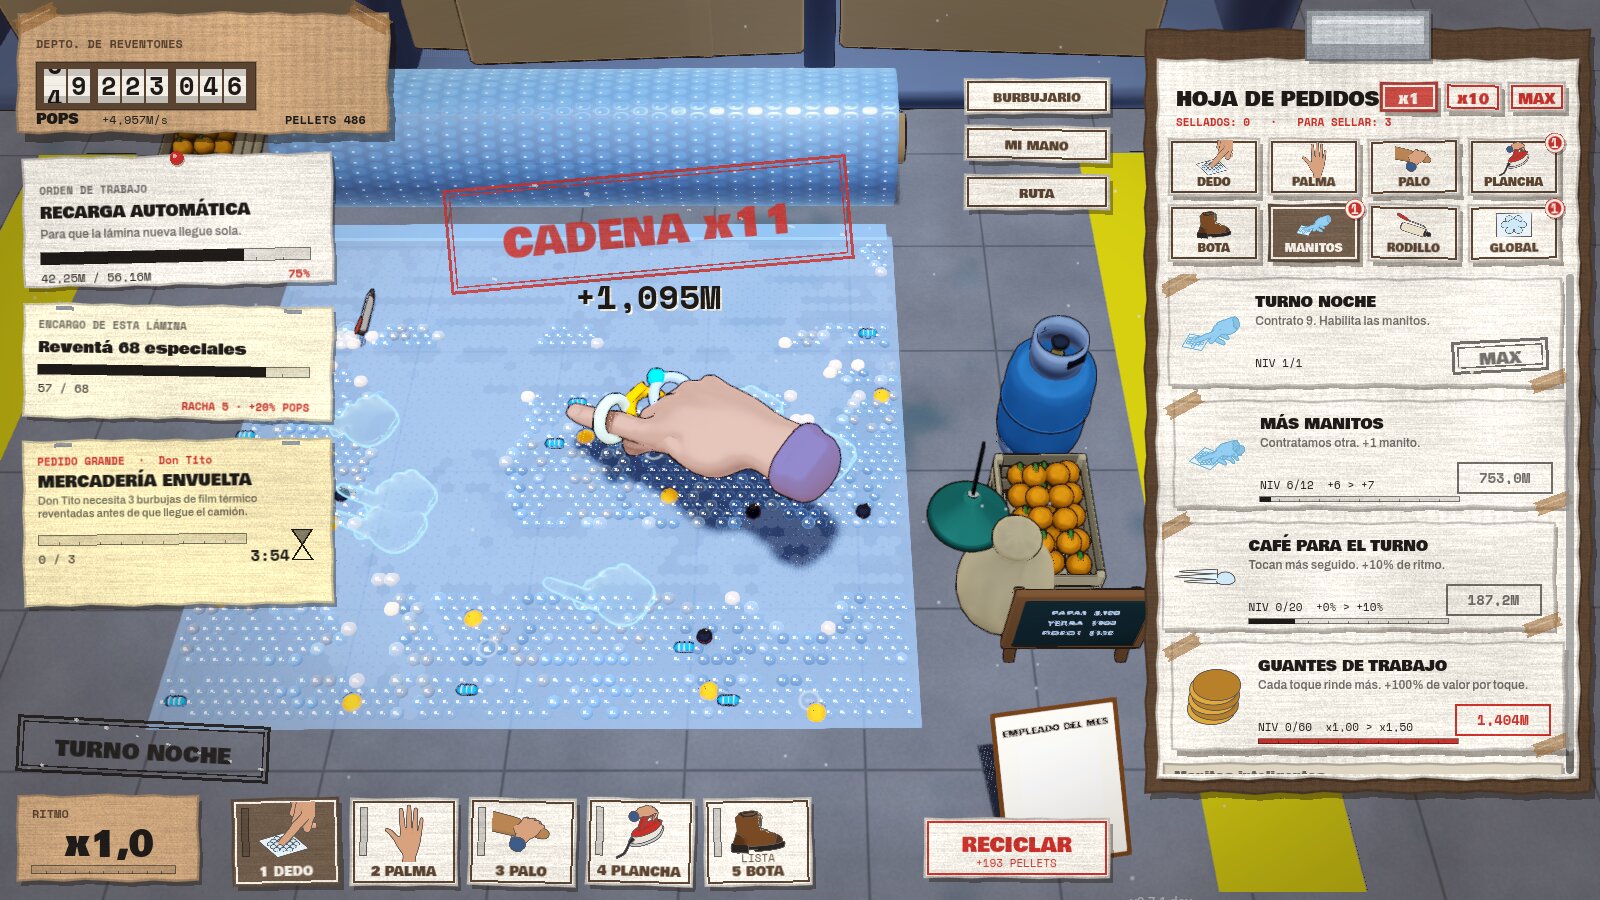 DEPTO. DE REVENTONES
9 223 046
POPS
+4,957M/s
PELLETS 486
ORDEN DE TRABAJO
RECARGA AUTOMÁTICA
Para que la lámina nueva llegue sola.
42,25M / 56,16M
75%
ENCARGO DE ESTA LÁMINA
Reventá 68 especiales
57 / 68
RACHA 5 · +20% POPS
PEDIDO GRANDE · Don Tito
MERCADERÍA ENVUELTA
Don Tito necesita 3 burbujas de film térmico
reventadas antes de que llegue el camión.
0 / 3
3:54
TURNO NOCHE
RITMO
x1,0
1 DEDO
2 PALMA
3 PALO
4 PLANCHA
LISTA
5 BOTA
CADENA x11
+1,095M
BURBUJARIO
MI MANO
RUTA
EMPLEADO DEL MES
RECICLAR
+193 PELLETS
HOJA DE PEDIDOS
x1
x10
MAX
SELLADOS: 0 · PARA SELLAR: 3
DEDO
PALMA
PALO
PLANCHA
1
BOTA
MANITOS
1
RODILLO
GLOBAL
1
TURNO NOCHE
Contrato 9. Habilita las manitos.
NIV 1/1
MAX
MÁS MANITOS
Contratamos otra. +1 manito.
NIV 6/12 +6 > +7
753,0M
CAFÉ PARA EL TURNO
Tocan más seguido. +10% de ritmo.
NIV 0/20 +0% > +10%
187,2M
GUANTES DE TRABAJO
Cada toque rinde más. +100% de valor por toque.
NIV 0/60 x1,00 > x1,50
1,404M